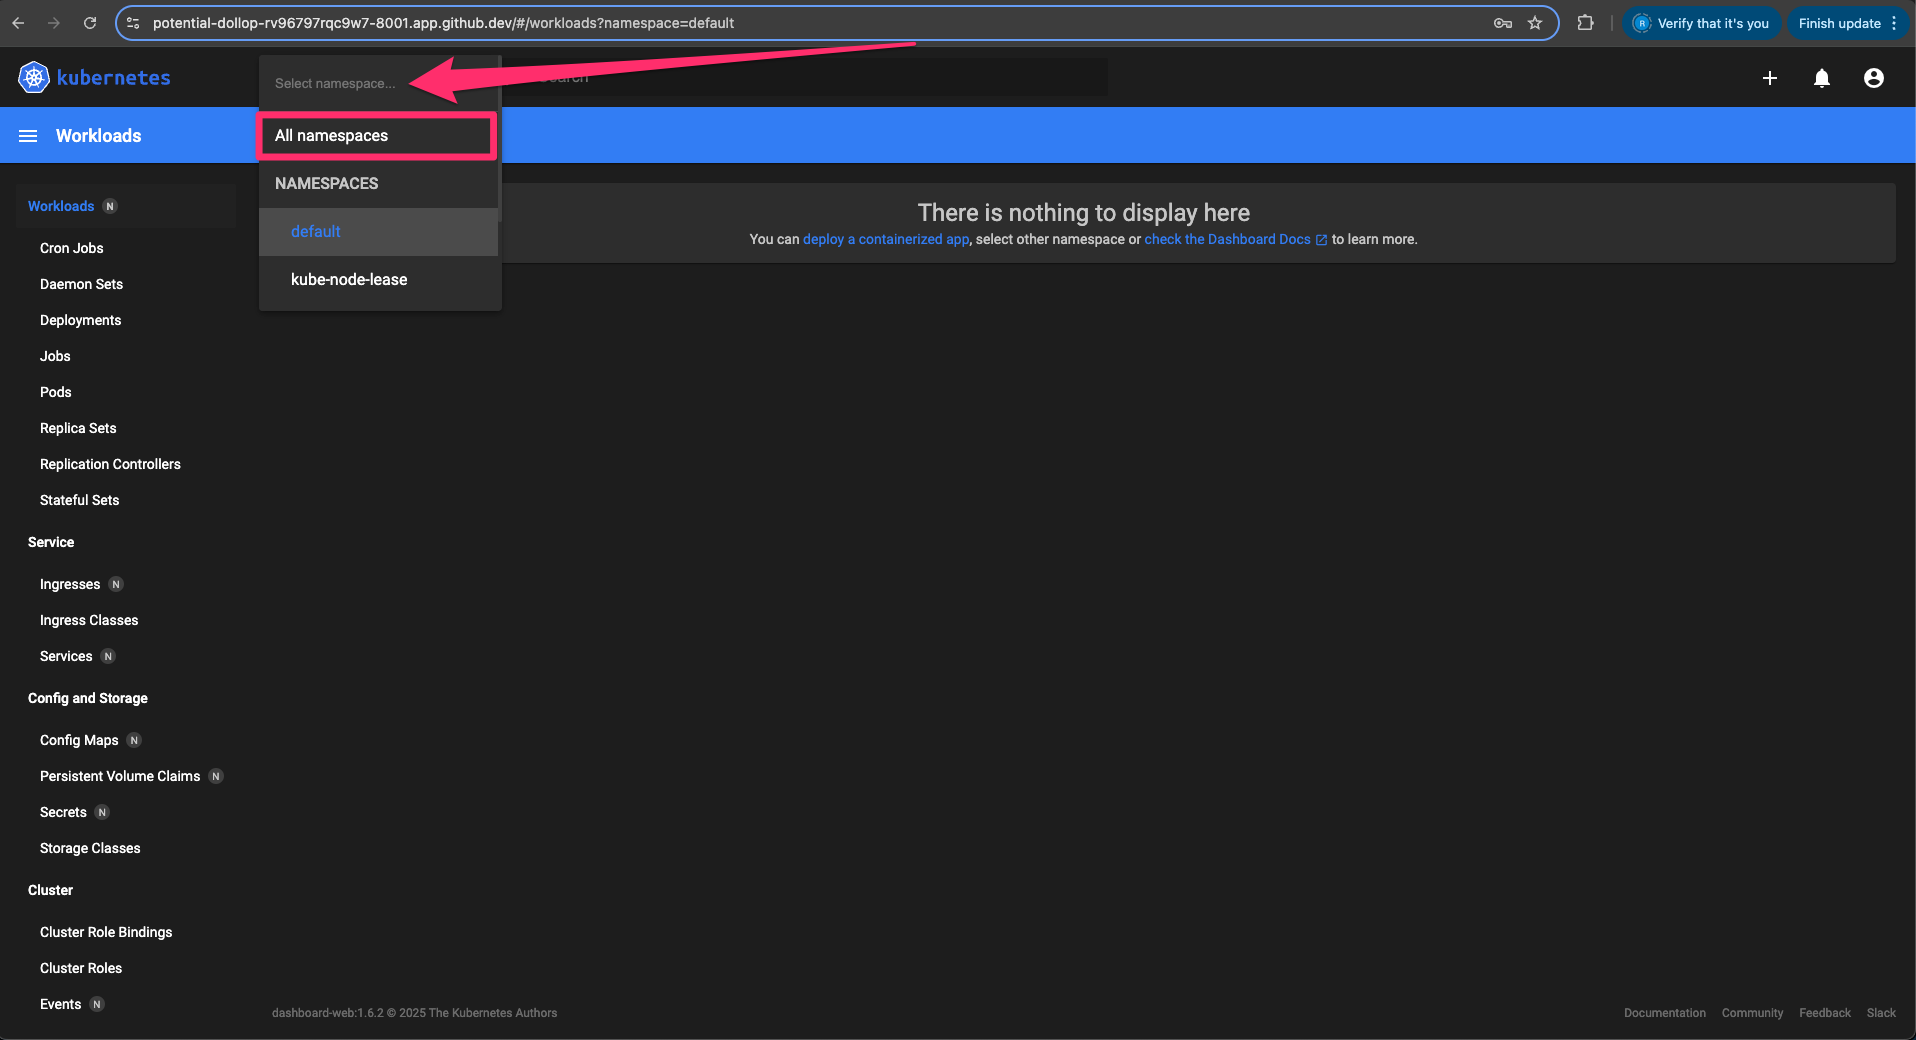 potential-dollop-rv96797rqc9w7-8001.app.github.dev/#/workloads?namespace=default
Verify that it's you
Finish update
kubernetes
Select namespace...
Search
Workloads
All namespaces
NAMESPACES
default
kube-node-lease
There is nothing to display here
You can deploy a containerized app, select other namespace or check the Dashboard Docs to learn more.
Workloads N
Cron Jobs
Daemon Sets
Deployments
Jobs
Pods
Replica Sets
Replication Controllers
Stateful Sets
Service
Ingresses N
Ingress Classes
Services N
Config and Storage
Config Maps N
Persistent Volume Claims N
Secrets N
Storage Classes
Cluster
Cluster Role Bindings
Cluster Roles
Events N
dashboard-web:1.6.2 © 2025 The Kubernetes Authors
Documentation Community Feedback Slack